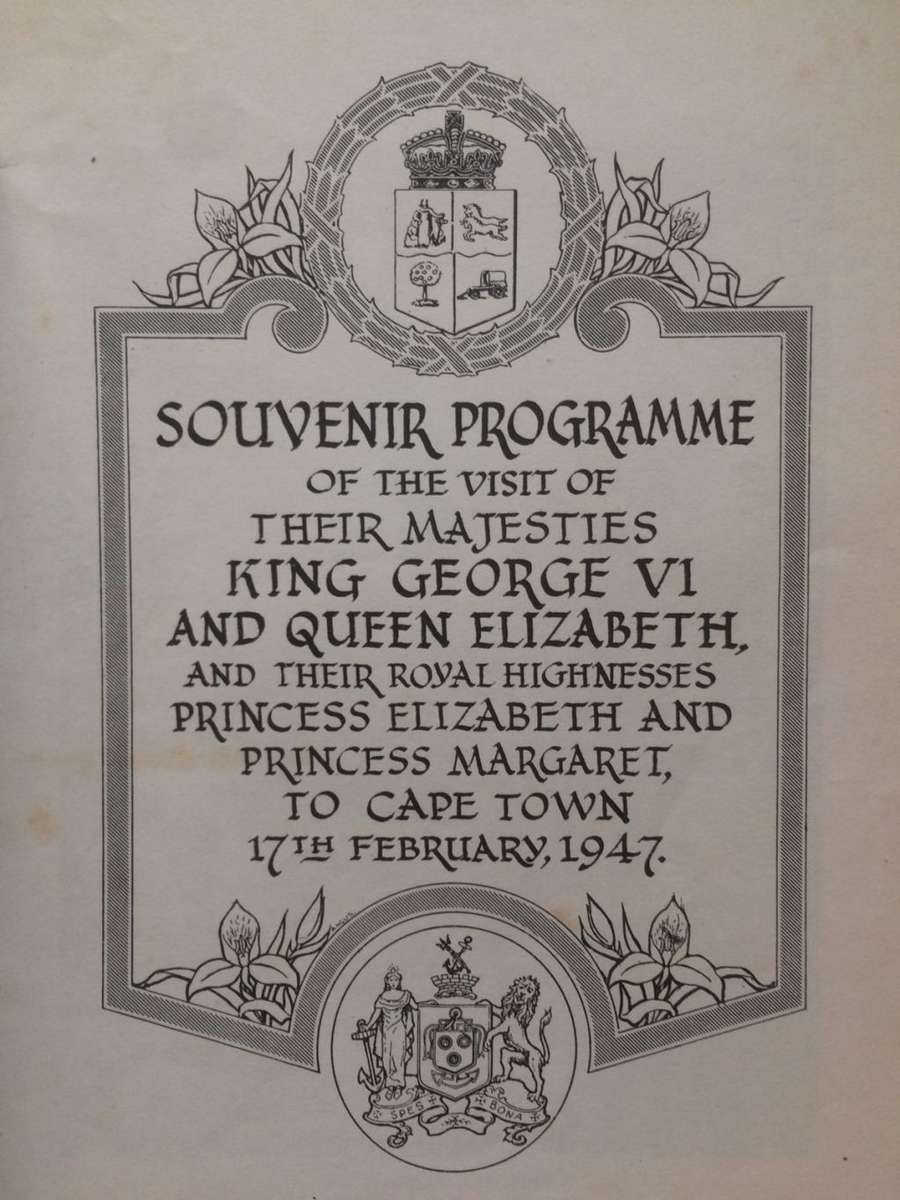 SOUVENIR PROGRAMME
OF THE VISIT OF
THEIR MAJESTIES
KING GEORGE VI
AND QUEEN ELIZABETH,
AND THEIR ROYAL HIGHNESSES
PRINCESS ELIZABETH AND
PRINCESS MARGARET,
TO CAPE TOWN
17TH FEBRUARY, 1947.
SPES BONA